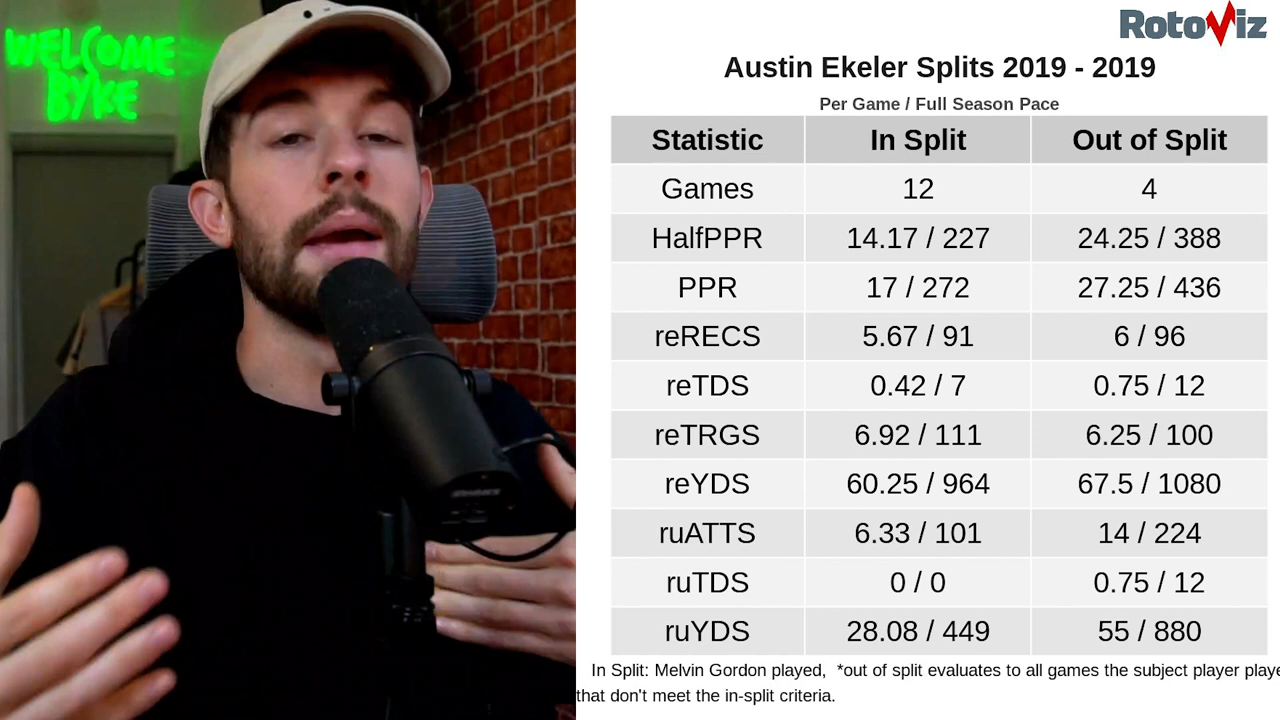 WELCOME
BYKE
RotoViz
Austin Ekeler Splits 2019 - 2019
Per Game / Full Season Pace
Statistic In Split Out of Split
Games 12 4
HalfPPR 14.17 / 227 24.25 / 388
PPR 17 / 272 27.25 / 436
reRECS 5.67 / 91 6 / 96
reTDS 0.42 / 7 0.75 / 12
reTRGS 6.92 / 111 6.25 / 100
reYDS 60.25 / 964 67.5 / 1080
ruATTS 6.33 / 101 14 / 224
ruTDS 0 / 0 0.75 / 12
ruYDS 28.08 / 449 55 / 880
In Split: Melvin Gordon played, *out of split evaluates to all games the subject player playe
that don't meet the in-split criteria.